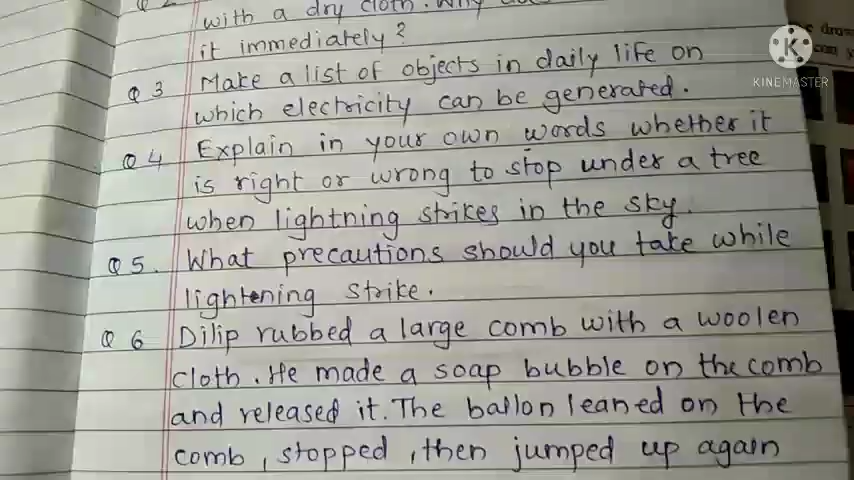 with a dry cloth. Why
it immediately?
Q 3 Make a list of objects in daily life on
which electricity can be generated.
Q 4 Explain in your own words whether it
is right or wrong to stop under a tree
when lightning strikes in the sky.
Q 5. What precautions should you take while
lightening strike.
Q 6 Dilip rubbed a large comb with a woolen
cloth. He made a soap bubble on the comb
and released it. The ballon leaned on the
comb, stopped, then jumped up again
KINEMASTER